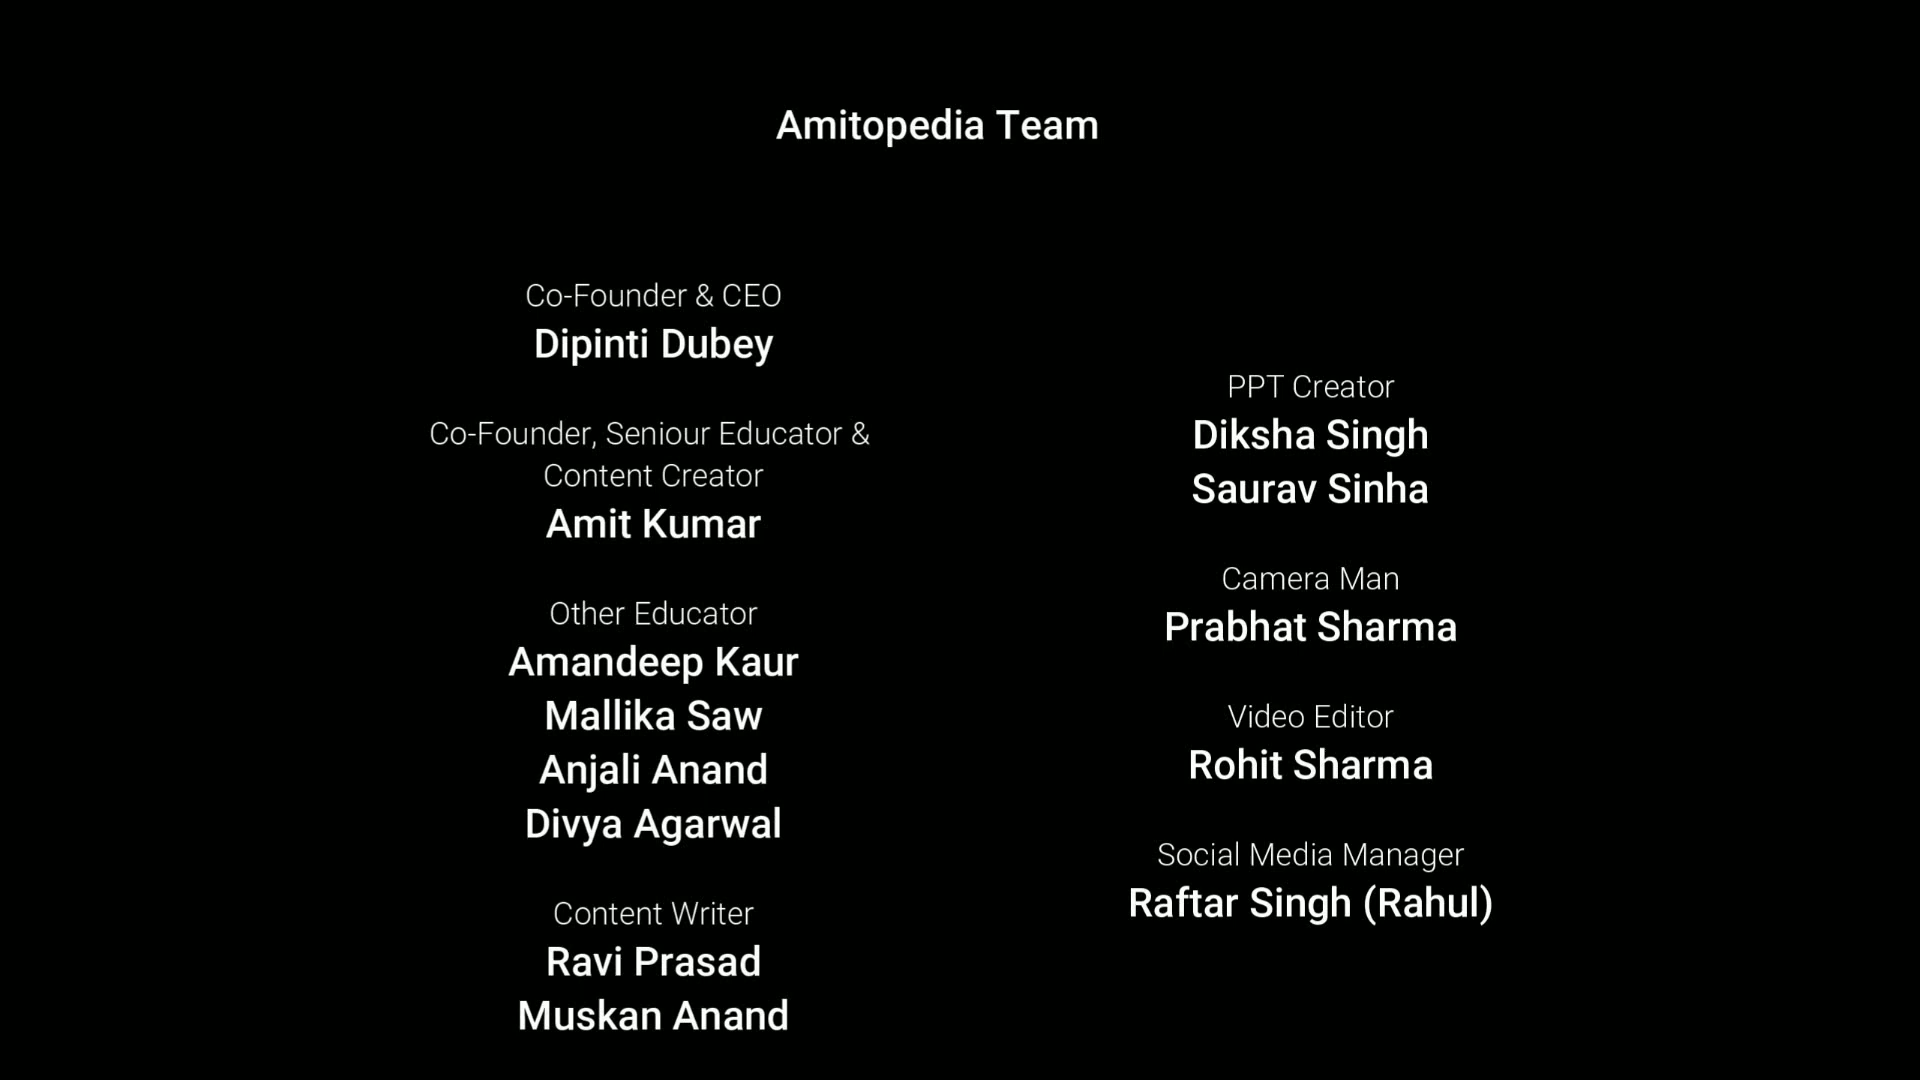 Amitopedia Team
Co-Founder & CEO
Dipinti Dubey
Co-Founder, Seniour Educator &
Content Creator
Amit Kumar
Other Educator
Amandeep Kaur
Mallika Saw
Anjali Anand
Divya Agarwal
Content Writer
Ravi Prasad
Muskan Anand
PPT Creator
Diksha Singh
Saurav Sinha
Camera Man
Prabhat Sharma
Video Editor
Rohit Sharma
Social Media Manager
Raftar Singh (Rahul)